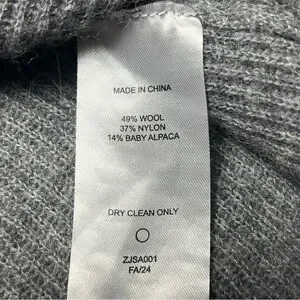 MADE IN CHINA
49% WOOL
37% NYLON
14% BABY ALPACA
DRY CLEAN ONLY
ZJSA001
FA/24